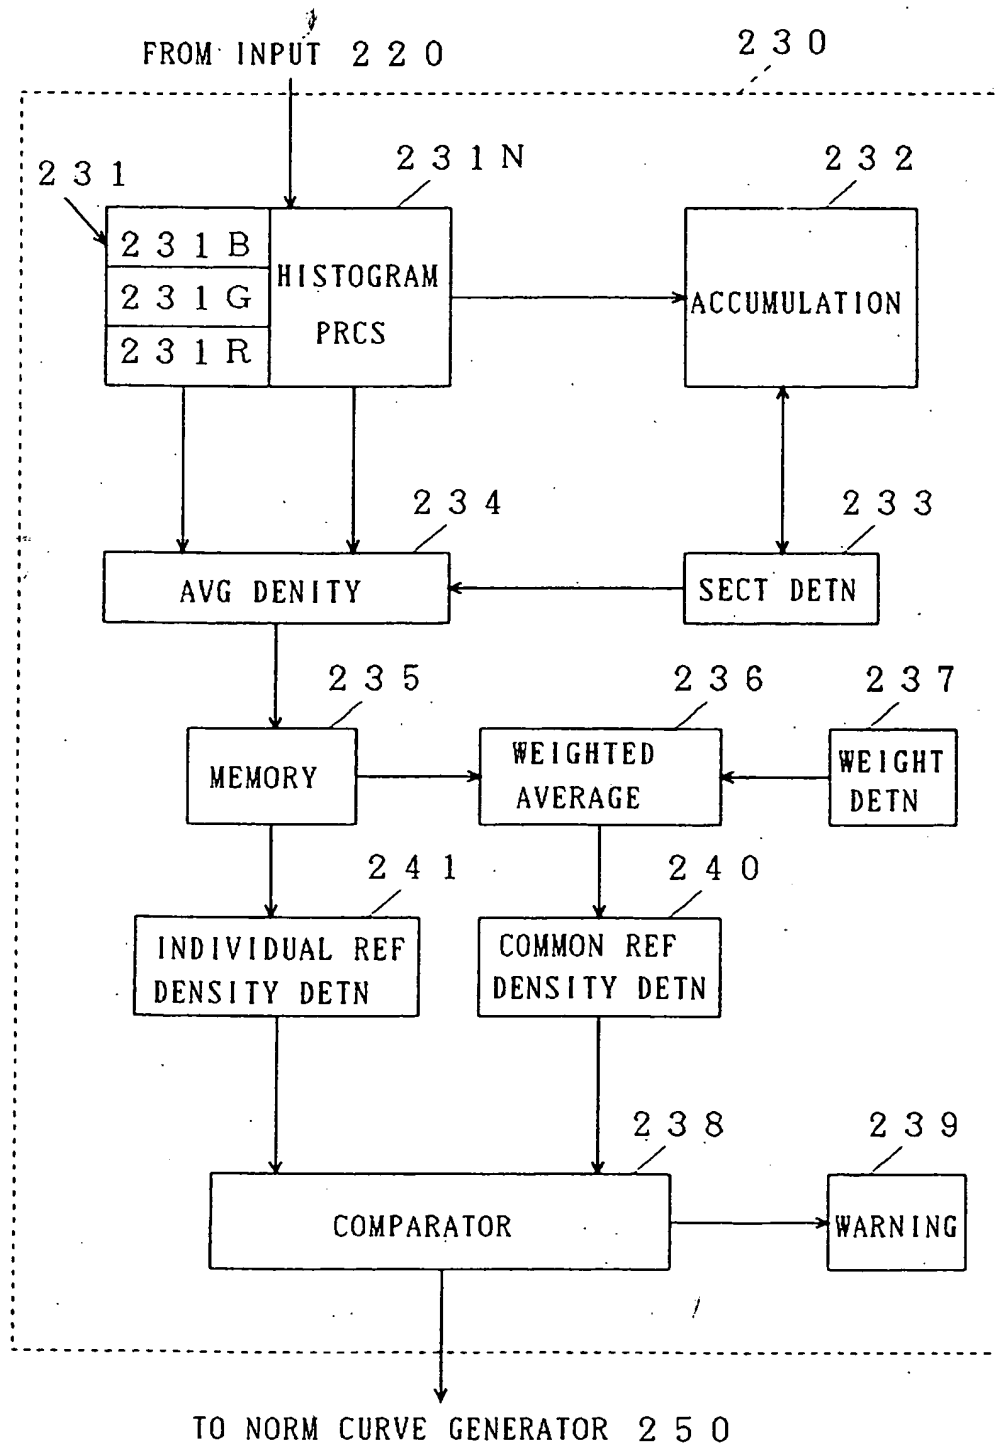 FROM INPUT 220
230
231
231N
232
231B
231G
231R
HISTOGRAM
PRCS
ACCUMULATION
234
233
AVG DENITY
SECT DETN
235
236
237
MEMORY
WEIGHTED
AVERAGE
WEIGHT
DETN
241
240
INDIVIDUAL REF
DENSITY DETN
COMMON REF
DENSITY DETN
238
239
COMPARATOR
WARNING
TO NORM CURVE GENERATOR 250